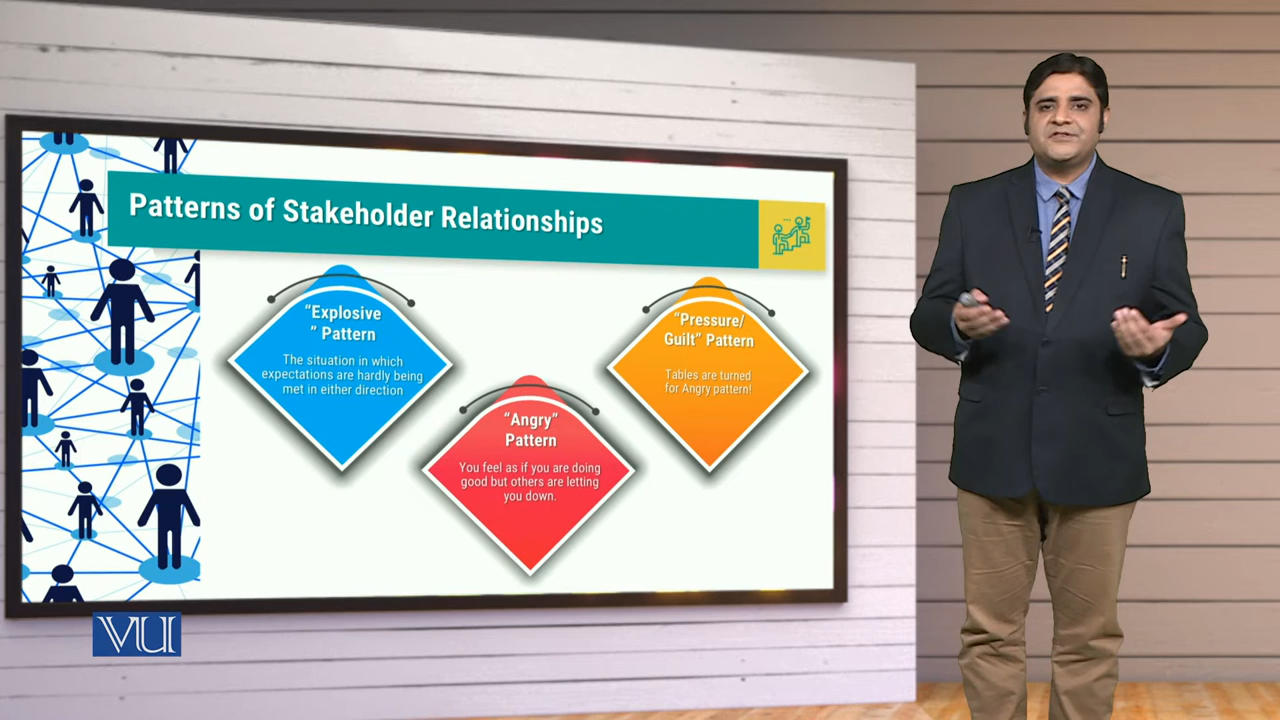 Patterns of Stakeholder Relationships
“Explosive
” Pattern
The situation in which
expectations are hardly being
met in either direction
“Angry”
Pattern
You feel as if you are doing
good but others are letting
you down.
“Pressure/
Guilt” Pattern
Tables are turned
for Angry pattern!
VU